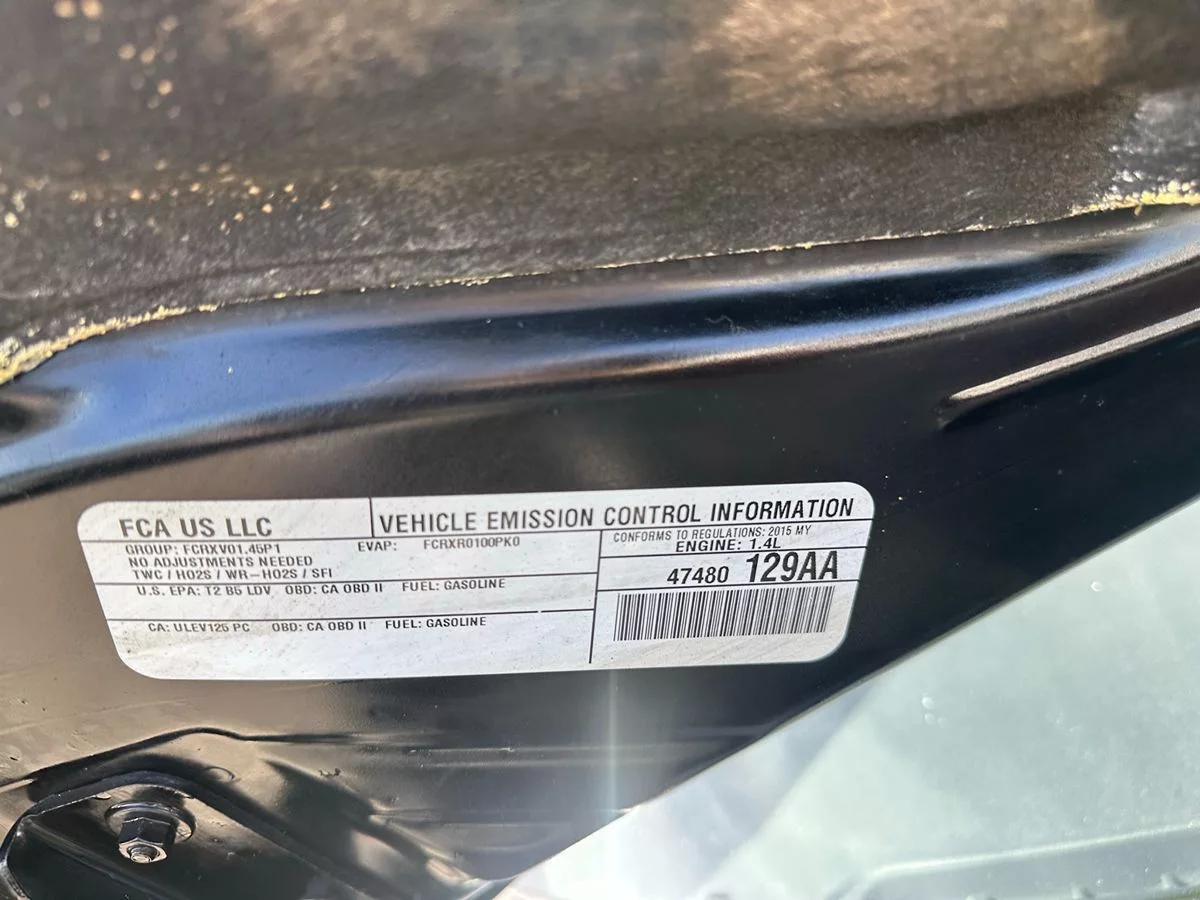 FCA US LLC
VEHICLE EMISSION CONTROL INFORMATION
GROUP: FCRXV01.45P1 EVAP: FCRXR0100PK0
NO ADJUSTMENTS NEEDED
TWC / HO2S / WR-HO2S / SFI
U.S. EPA: T2 B5 LDV OBD: CA OBD II FUEL: GASOLINE
CA: ULEV125 PC OBD: CA OBD II FUEL: GASOLINE
CONFORMS TO REGULATIONS: 2015 MY
ENGINE: 1.4L
47480 129AA